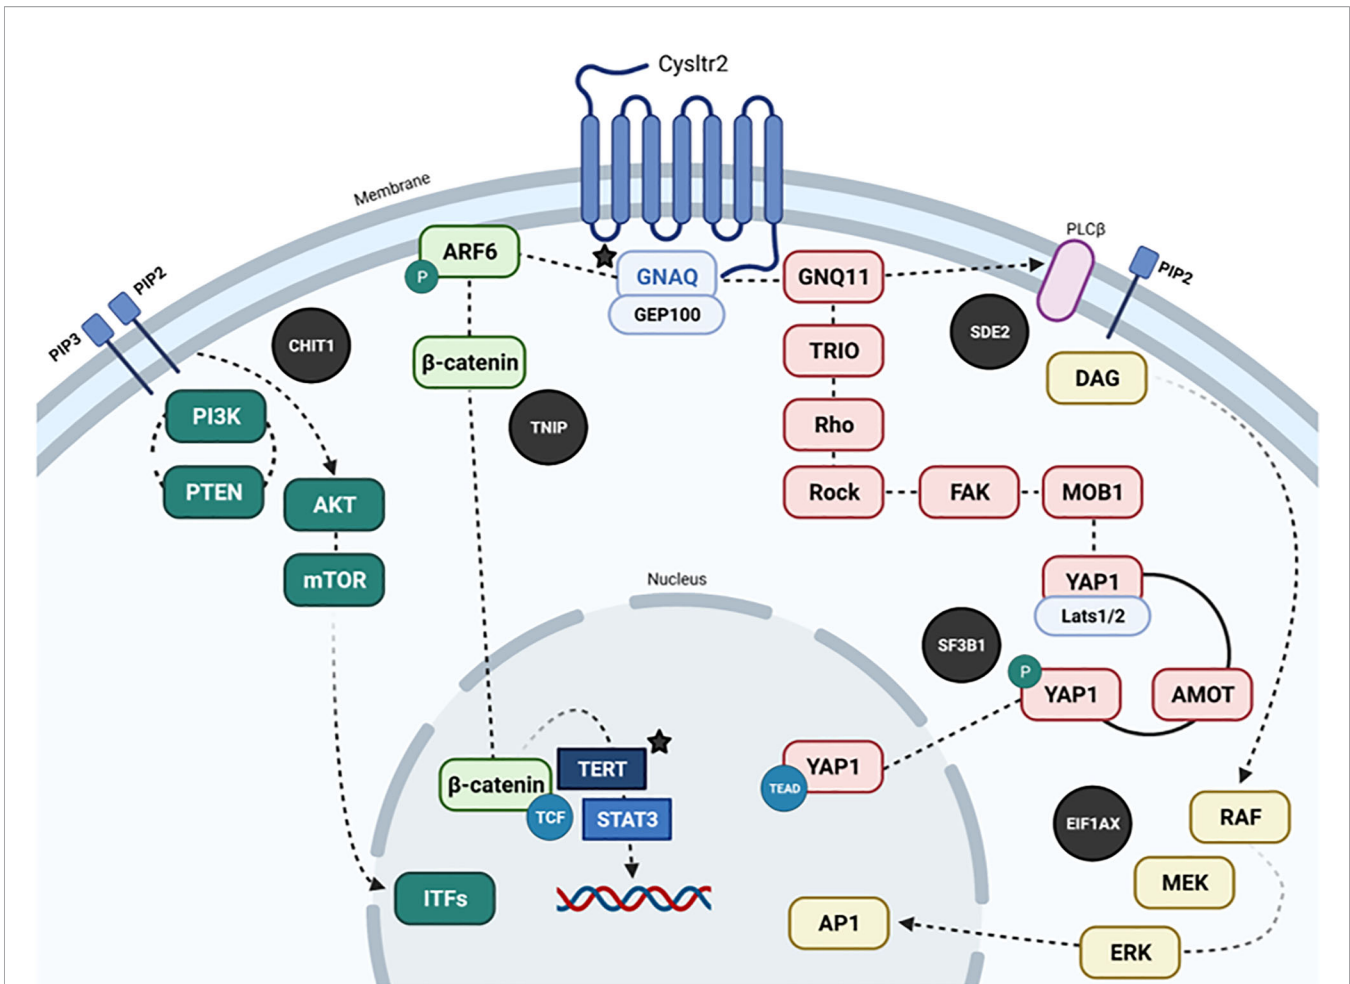 Cysltr2
Membrane
PLCβ
ARF6
P
GNAQ
GEP100
GNQ11
PIP2
PIP2
PIP3
CHIT1
SDE2
TRIO
β-catenin
DAG
PI3K
TNIP
Rho
PTEN
AKT
Rock
FAK
MOB1
mTOR
Nucleus
YAP1
Lats1/2
SF3B1
P
YAP1
AMOT
TERT
YAP1
TEAD
β-catenin
TCF
STAT3
EIF1AX
RAF
MEK
ITFs
AP1
ERK